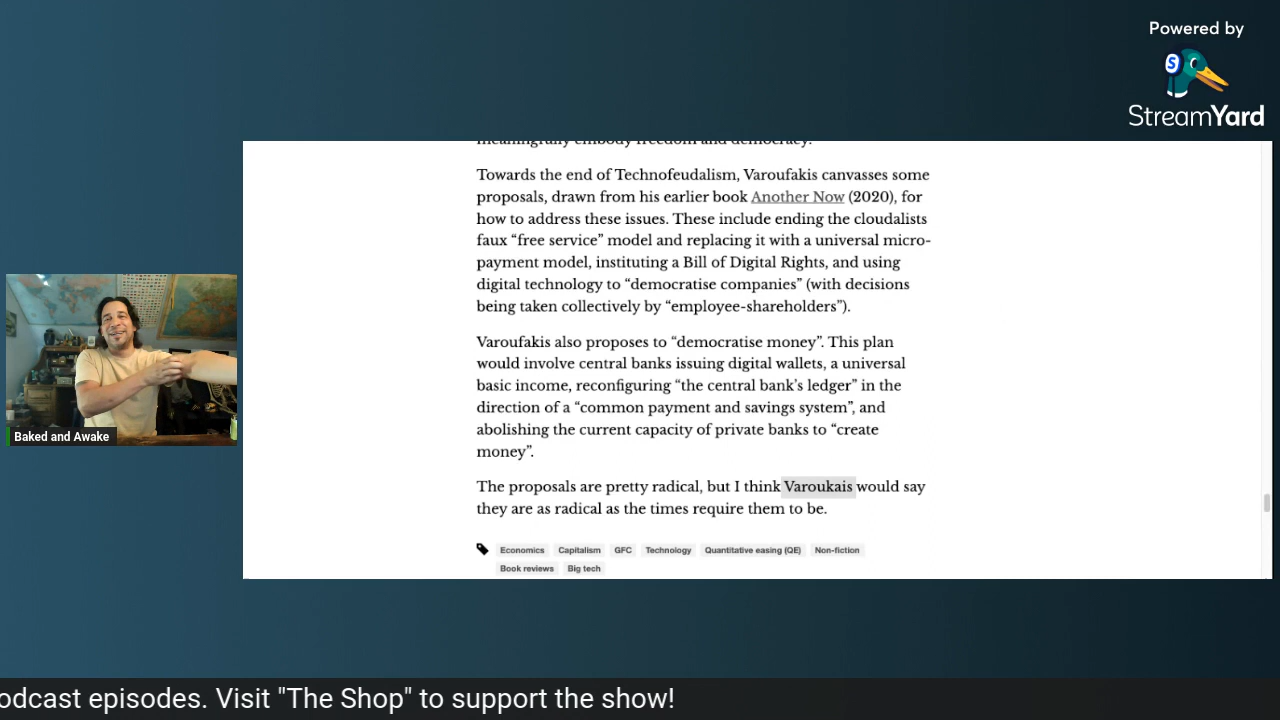 Powered by
StreamYard
meaningfully embody freedom and democracy.
Towards the end of Technofeudalism, Varoufakis canvasses some
proposals, drawn from his earlier book Another Now (2020), for
how to address these issues. These include ending the cloudalists
faux “free service” model and replacing it with a universal micro-
payment model, instituting a Bill of Digital Rights, and using
digital technology to “democratise companies” (with decisions
being taken collectively by “employee-shareholders”).
Varoufakis also proposes to “democratise money”. This plan
would involve central banks issuing digital wallets, a universal
basic income, reconfiguring “the central bank’s ledger” in the
direction of a “common payment and savings system”, and
abolishing the current capacity of private banks to “create
money”.
The proposals are pretty radical, but I think Varoukais would say
they are as radical as the times require them to be.
Economics Capitalism GFC Technology Quantitative easing (QE) Non-fiction
Book reviews Big tech
Baked and Awake
odcast episodes. Visit "The Shop" to support the show!